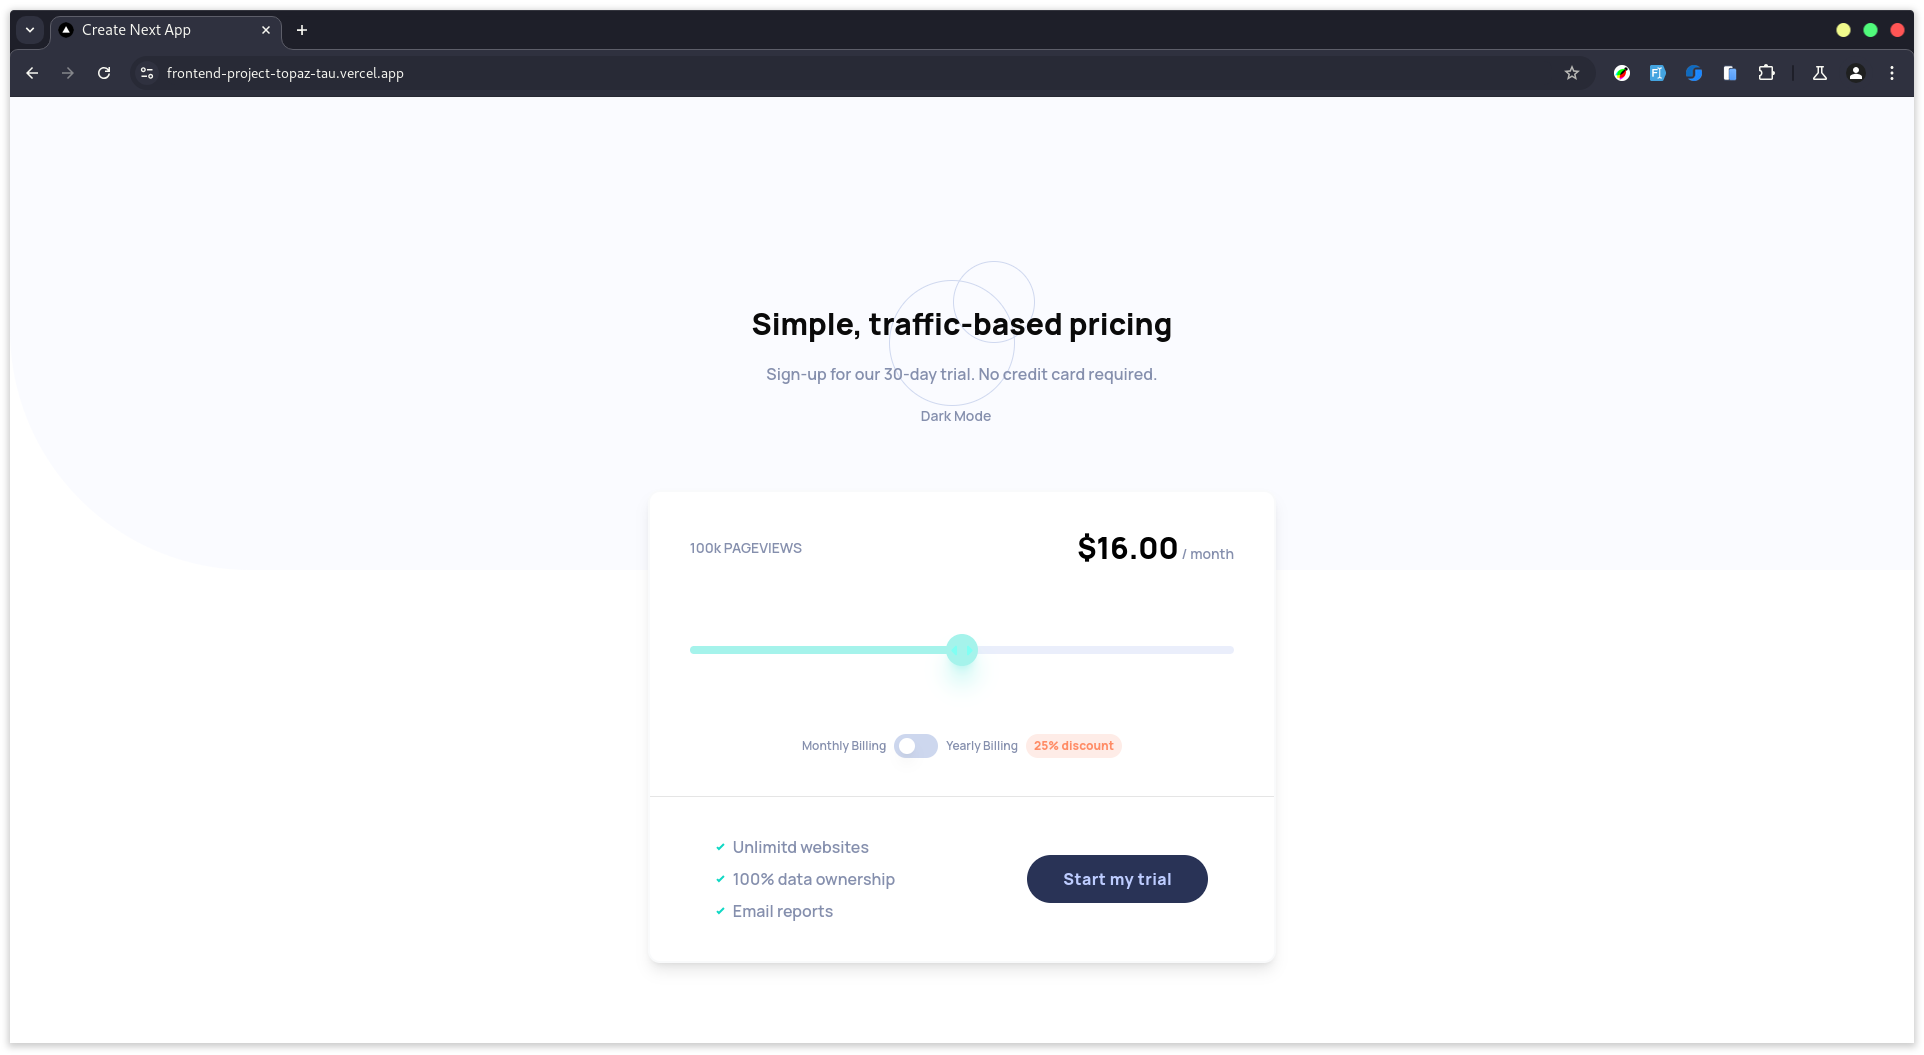 Create Next App
frontend-project-topaz-tau.vercel.app
Simple, traffic-based pricing
Sign-up for our 30-day trial. No credit card required.
Dark Mode
100k PAGEVIEWS
$16.00 / month
Monthly Billing Yearly Billing 25% discount
Unlimitd websites
100% data ownership
Email reports
Start my trial